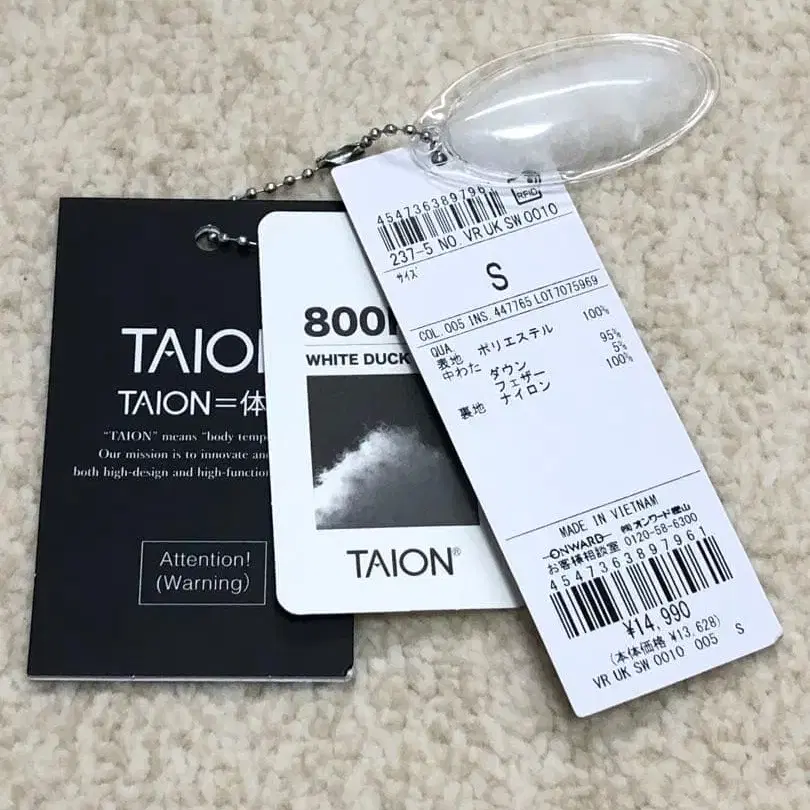 TAIO
TAION=体
"TAION" means "body tempe
Our mission is to innovate and
both high-design and high-function
Attention!
(Warning)
800
WHITE DUCK
TAION®
RFID
454736389796
237-5 NO. VR UK SW 0010
サイズ
S
COL. 005 INS. 447765 LOT7075969
QUA.
表地 ポリエステル 100%
中わた ダウン 95%
フェザー 5%
裏地 ナイロン 100%
MADE IN VIETNAM
ONWARD ㈱オンワード樫山
お客様相談室 0120-58-6300
4547363897961
¥14,990
(本体価格 ¥13,628)
VR UK SW 0010 005 S